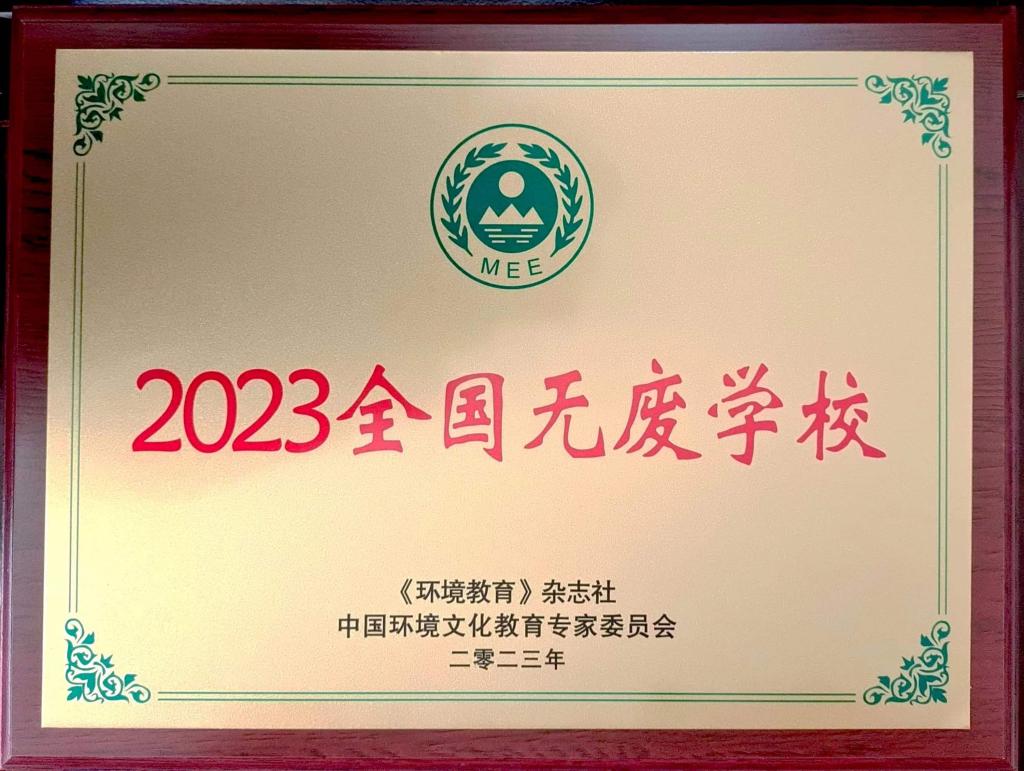 MEE
2023全国无废学校
《环境教育》杂志社
中国环境文化教育专家委员会
二零二三年